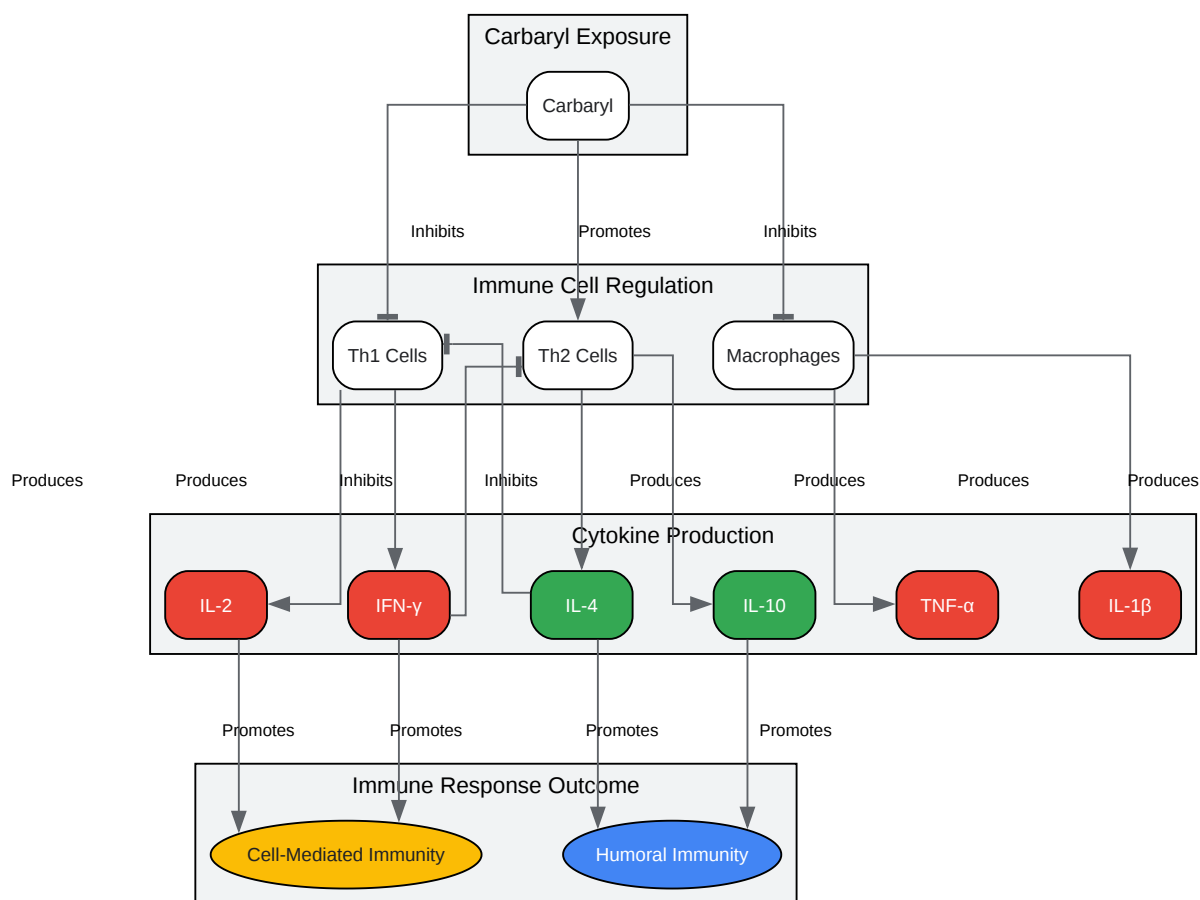 Carbaryl Exposure
Carbaryl
Inhibits
Promotes
Inhibits
Immune Cell Regulation
Th1 Cells
Th2 Cells
Macrophages
Produces
Produces
Inhibits
Inhibits
Produces
Produces
Produces
Produces
Cytokine Production
IL-2
IFN-γ
IL-4
IL-10
TNF-α
IL-1β
Promotes
Promotes
Promotes
Promotes
Immune Response Outcome
Cell-Mediated Immunity
Humoral Immunity